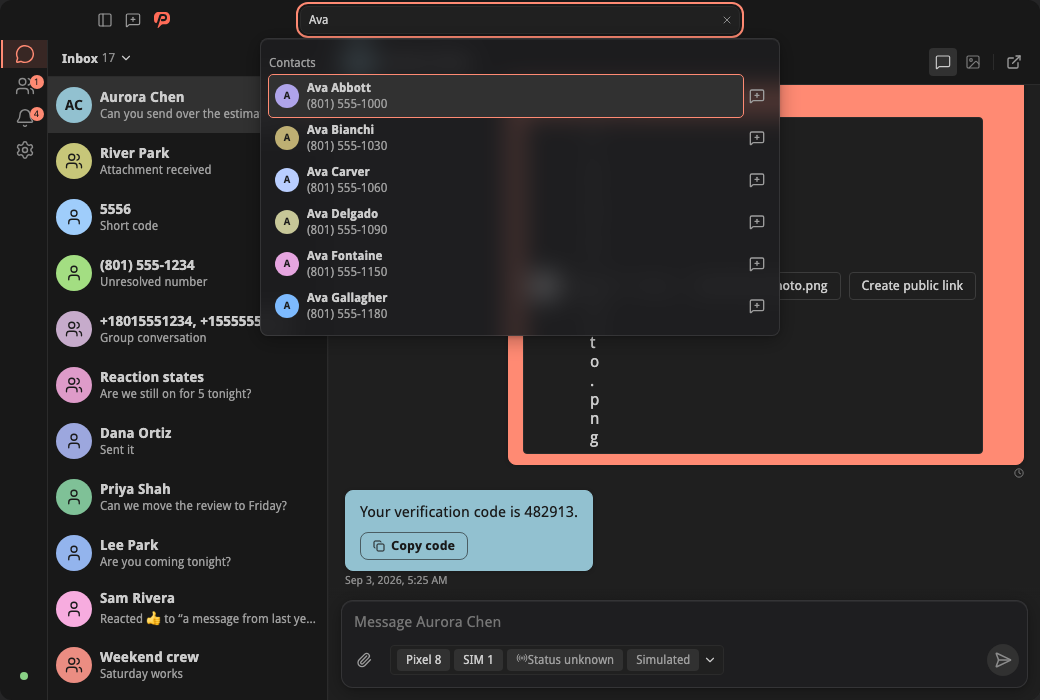 Ava
Inbox 17
1
4
Contacts
A
Ava Abbott
(801) 555-1000
A
Ava Bianchi
(801) 555-1030
A
Ava Carver
(801) 555-1060
A
Ava Delgado
(801) 555-1090
A
Ava Fontaine
(801) 555-1150
A
Ava Gallagher
(801) 555-1180
AC
Aurora Chen
Can you send over the estima
River Park
Attachment received
5556
Short code
(801) 555-1234
Unresolved number
+18015551234, +1555555
Group conversation
Reaction states
Are we still on for 5 tonight?
Dana Ortiz
Sent it
Priya Shah
Can we move the review to Friday?
Lee Park
Are you coming tonight?
Sam Rivera
Reacted 👍 to “a message from last ye...
Weekend crew
Saturday works
oto.png
Create public link
t
o
.
p
n
g
Your verification code is 482913.
Copy code
Sep 3, 2026, 5:25 AM
Message Aurora Chen
Pixel 8
SIM 1
Status unknown
Simulated